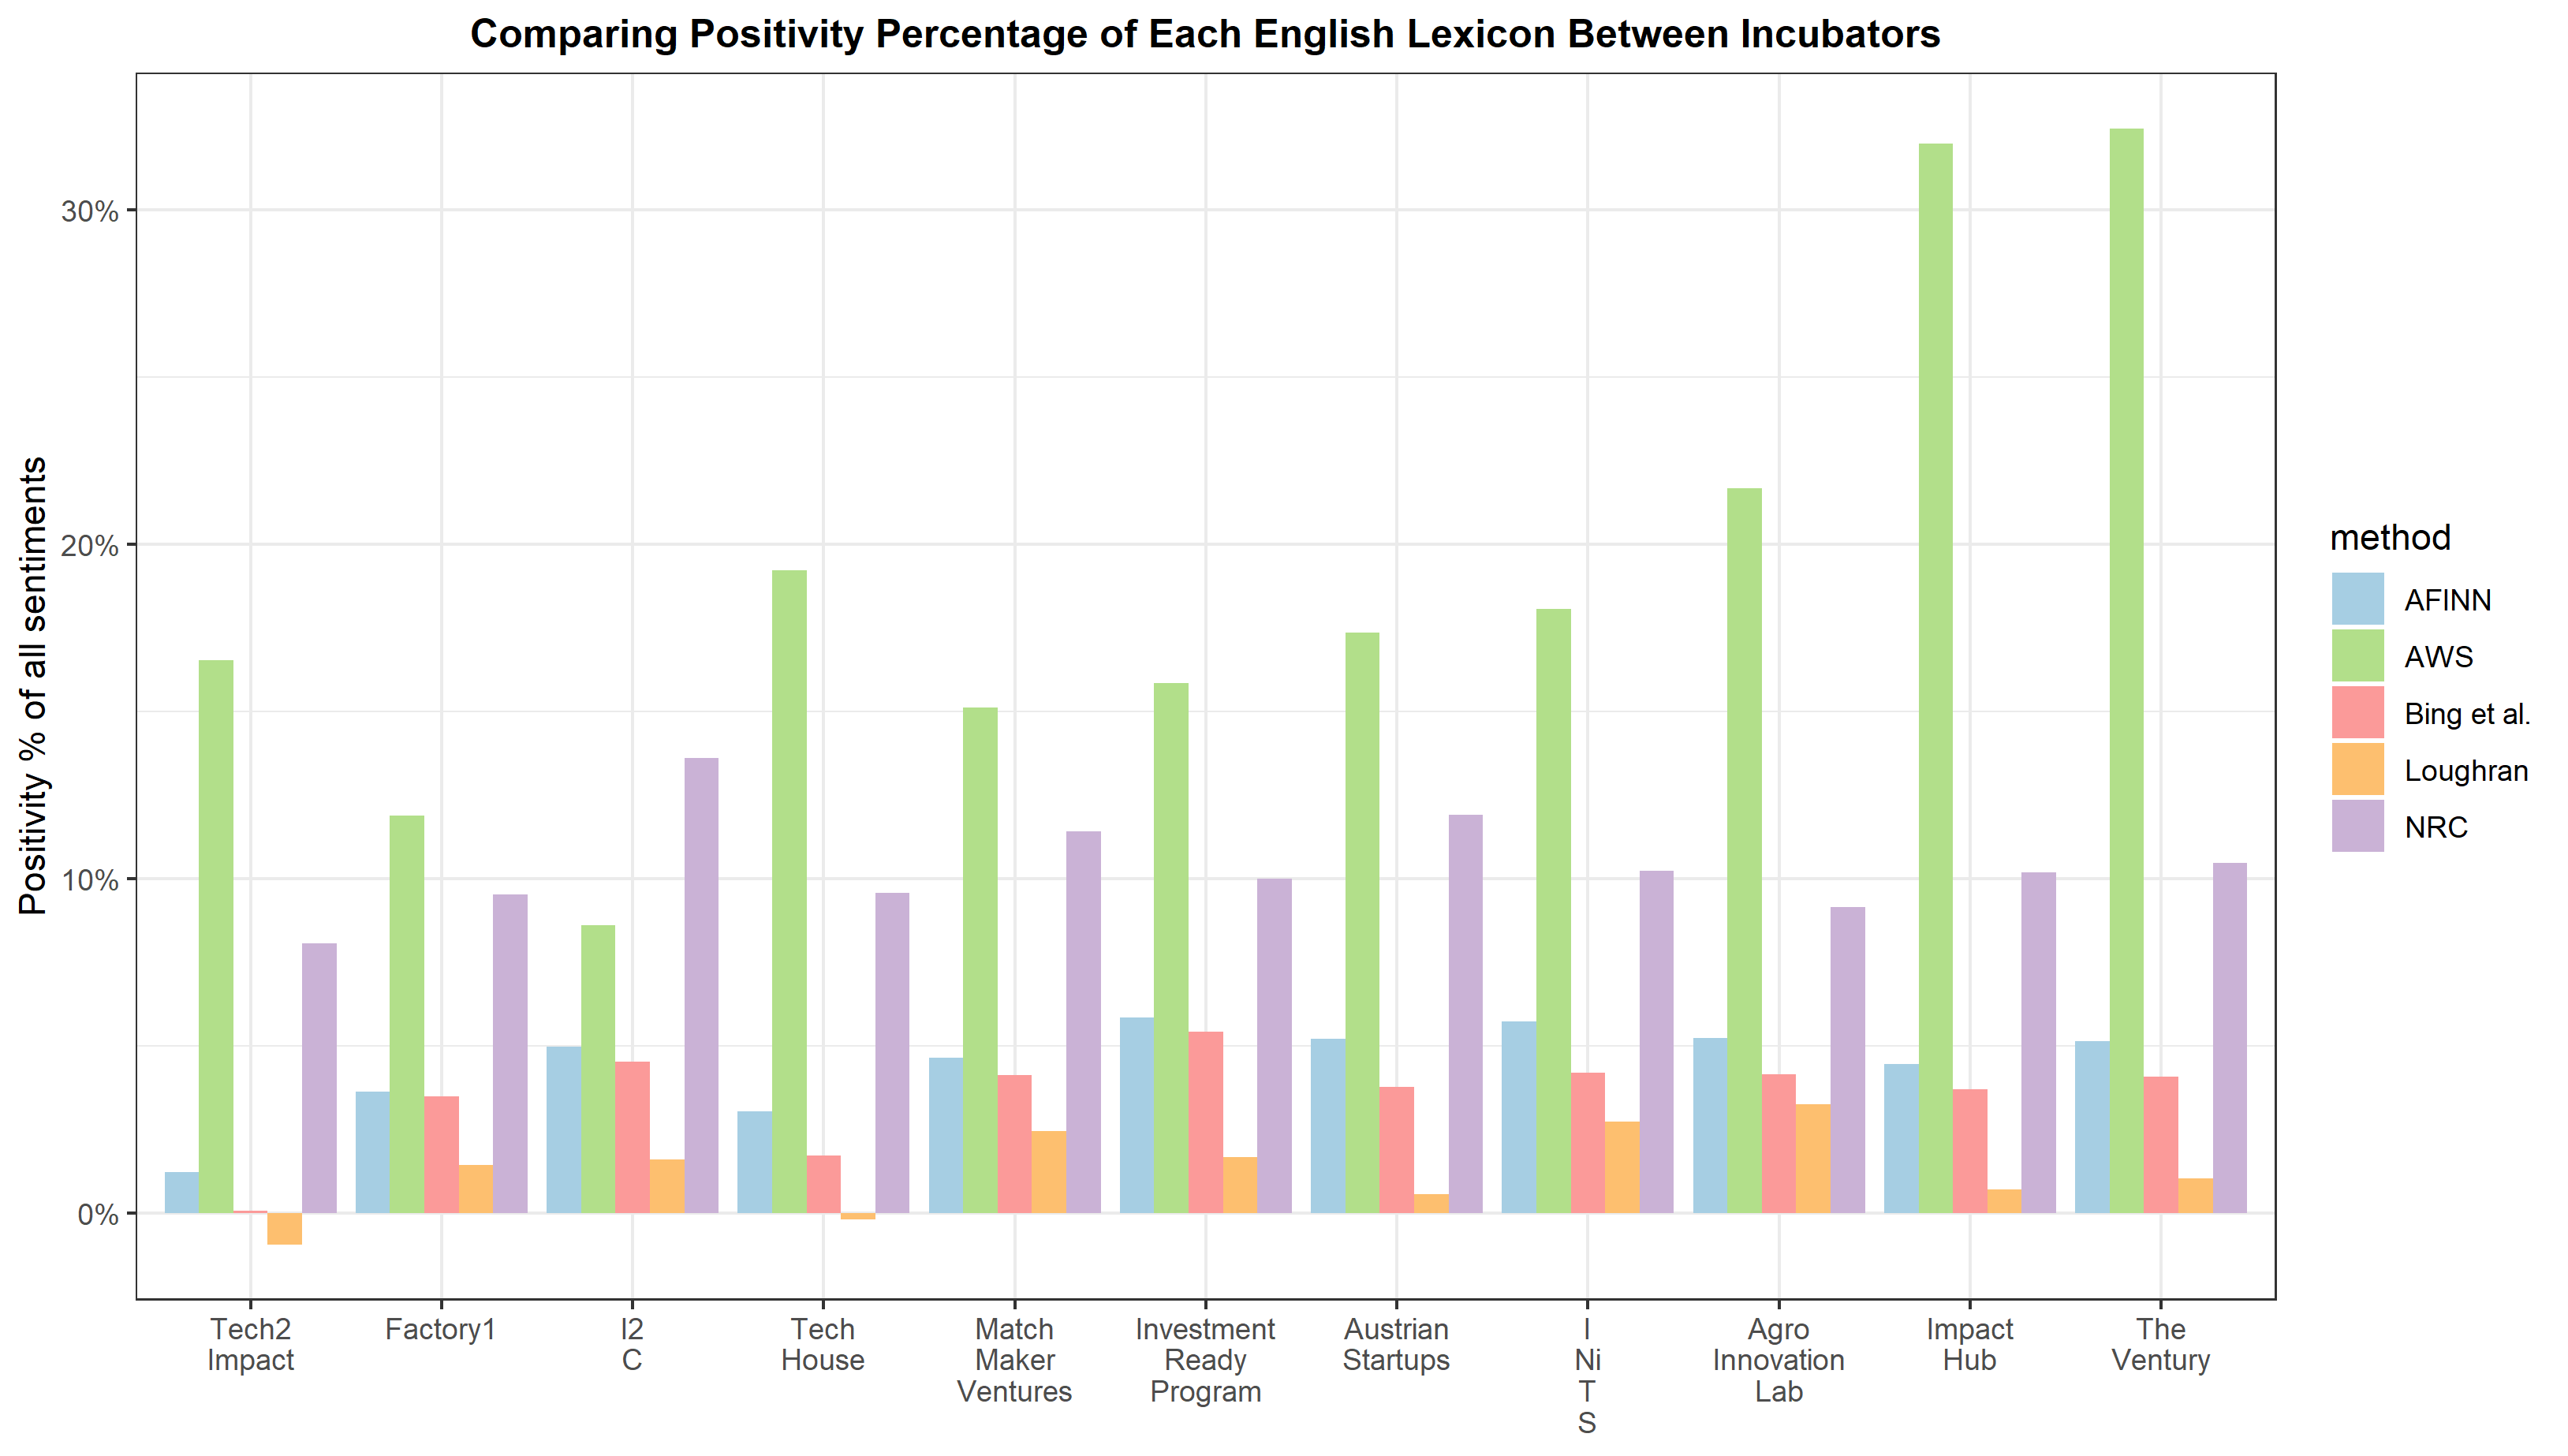 Comparing Positivity Percentage of Each English Lexicon Between Incubators
Positivity % of all sentiments
30%
20%
10%
0%
Tech2
Impact
Factory1
I2
C
Tech
House
Match
Maker
Ventures
Investment
Ready
Program
Austrian
Startups
I
Ni
T
S
Agro
Innovation
Lab
Impact
Hub
The
Ventury
method
AFINN
AWS
Bing et al.
Loughran
NRC